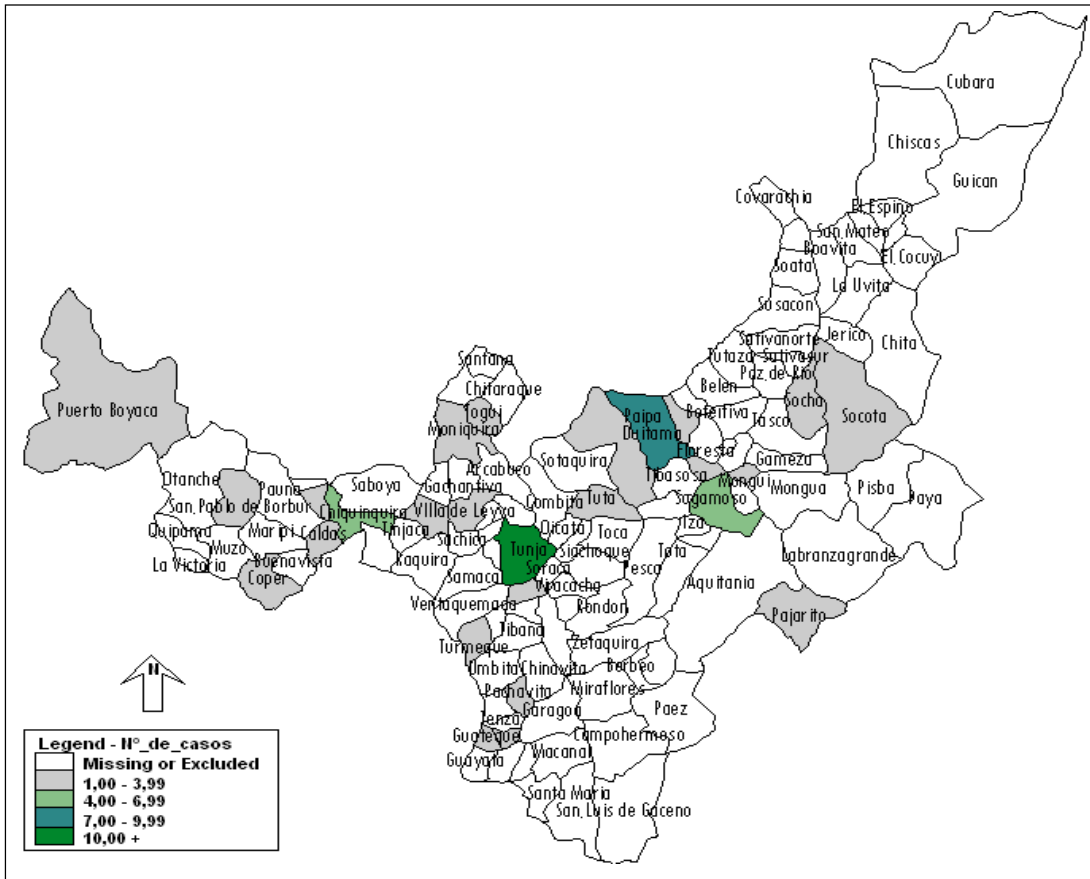 Cubara
Chiscas
Guican
Covarachia
El Espino
San Mateo
Boavita
El Cocuyl
Soata
La Uvita
Susacon
Sativanorte
Jerico
Chita
Tutaza
Sativasur
Paz de Rio
Belen
Socha
Socota
Tasco
Beteitiva
Santana
Chitaraque
Togui
Moniquira
Paipa
Duitama
Floresta
Puerto Boyaca
Sotaquira
Tibasosa
Gameza
Mongui
Mongua
Pisba
Paya
Otanche
Pauna
Saboya
Gachantiva
Arcabuco
Combita
Tuta
Sagamoso
San Pablo de Borbur
Chiquinquira
Villa de Leyva
Tinjaca
Oicata
Toca
Iza
Quipama
Maripi
Caldas
Sachica
Tunja
Siachoque
Tota
Labranzagrande
Muzo
La Victoria
Buenavista
Raquira
Soraca
Pesca
Aquitania
Coper
Samaca
Viracacha
Ventaquemada
Rondon
Pajarito
Tibana
Turmeque
Zetaquira
Umbita
Chinavita
Berbeo
Pachavita
Miraflores
Garagoa
Paez
Tenza
Guateque
Campohermoso
Guayata
Macanal
Santa Maria
San Luis de Gaceno
N
Legend - N°_de_casos
Missing or Excluded
1,00 - 3,99
4,00 - 6,99
7,00 - 9,99
10,00 +